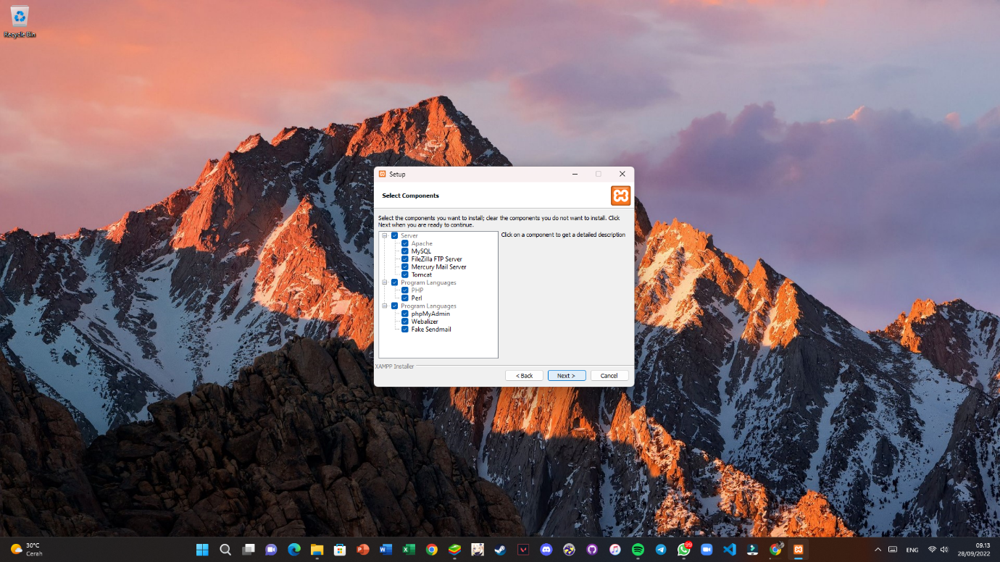 Recycle Bin
Setup
Select Components
Select the components you want to install; clear the components you do not want to install. Click
Next when you are ready to continue.
Server
Apache
MySQL
FileZilla FTP Server
Mercury Mail Server
Tomcat
Program Languages
PHP
Perl
Program Languages
phpMyAdmin
Webalizer
Fake Sendmail
Click on a component to get a detailed description
XAMPP Installer
< Back
Next >
Cancel
30°C
Cerah
99
ENG
09.13
28/09/2022